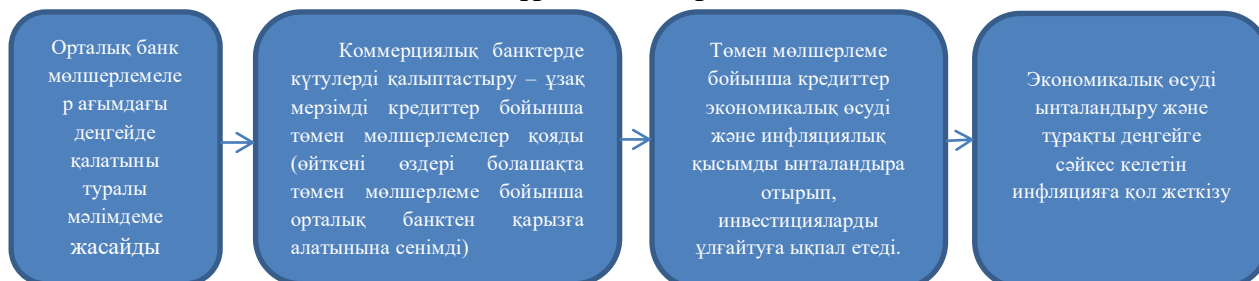 Орталық банк
мөлшерлемеле
р ағымдағы
деңгейде
қалатыны
туралы
мәлімдеме
жасайды
Коммерциялық банктерде
күтулерді қалыптастыру – ұзақ
мерзімді кредиттер бойынша
төмен мөлшерлемелер қояды
(өйткені өздері болашақта
төмен мөлшерлеме бойынша
орталық банктен қарызға
алатынына сенімді)
Төмен мөлшерлеме
бойынша кредиттер
экономикалық өсуді
және инфляциялық
қысымды ынталандыра
отырып,
инвестицияларды
ұлғайтуға ықпал етеді.
Экономикалық өсуді
ынталандыру және
тұрақты деңгейге
сәйкес келетін
инфляцияға қол жеткізу